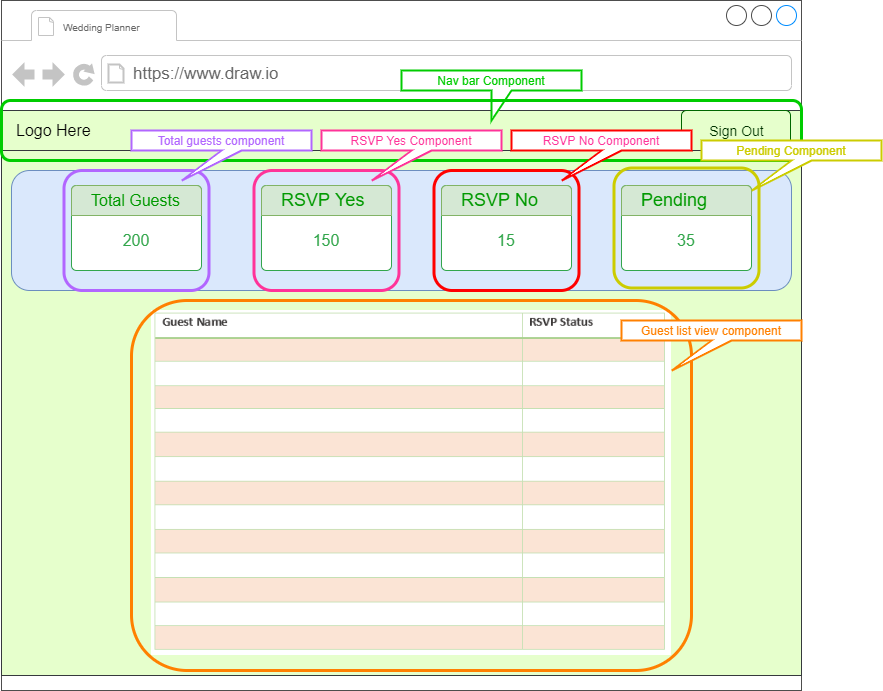 Wedding Planner
https://www.draw.io
Nav bar Component
Logo Here
Sign Out
Total guests component
RSVP Yes Component
RSVP No Component
Pending Component
Total Guests
RSVP Yes
RSVP No
Pending
200
150
15
35
Guest Name
RSVP Status
Guest list view component